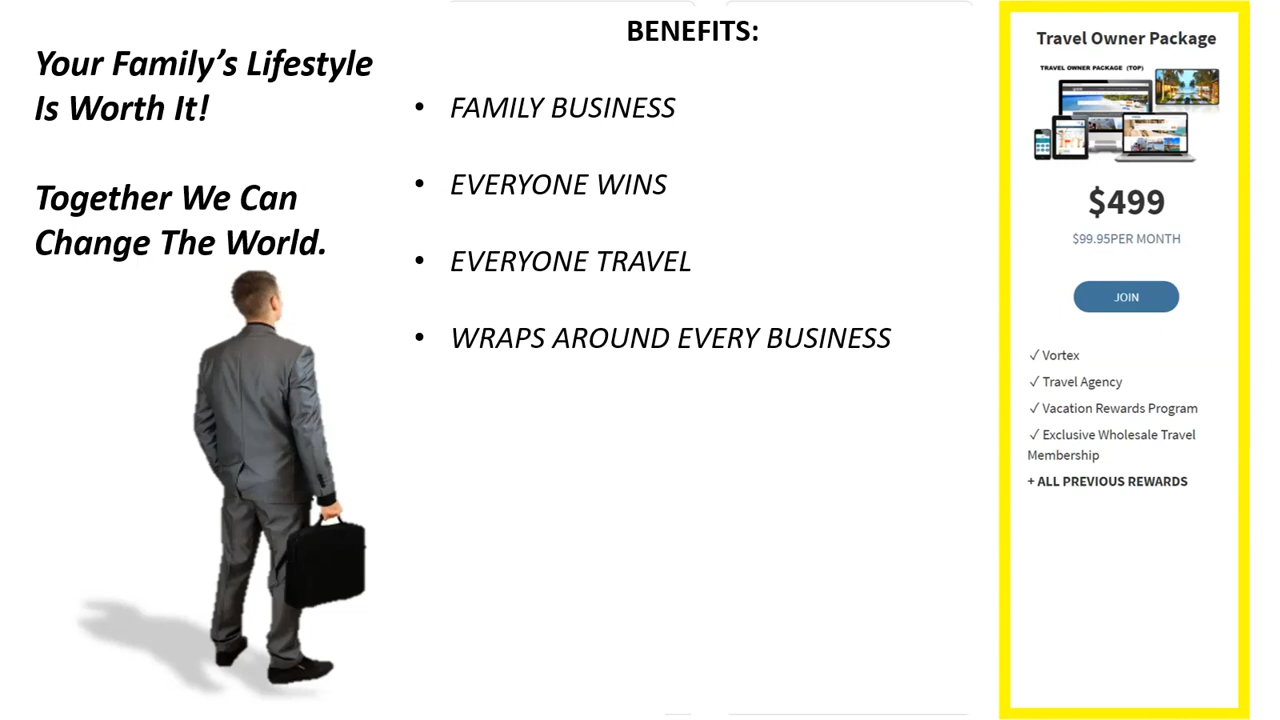 Your Family’s Lifestyle
Is Worth It!
Together We Can
Change The World.
BENEFITS:
• FAMILY BUSINESS
• EVERYONE WINS
• EVERYONE TRAVEL
• WRAPS AROUND EVERY BUSINESS
Travel Owner Package
TRAVEL OWNER PACKAGE (TOP)
$499
$99.95PER MONTH
JOIN
✓ Vortex
✓ Travel Agency
✓ Vacation Rewards Program
✓ Exclusive Wholesale Travel
Membership
+ ALL PREVIOUS REWARDS